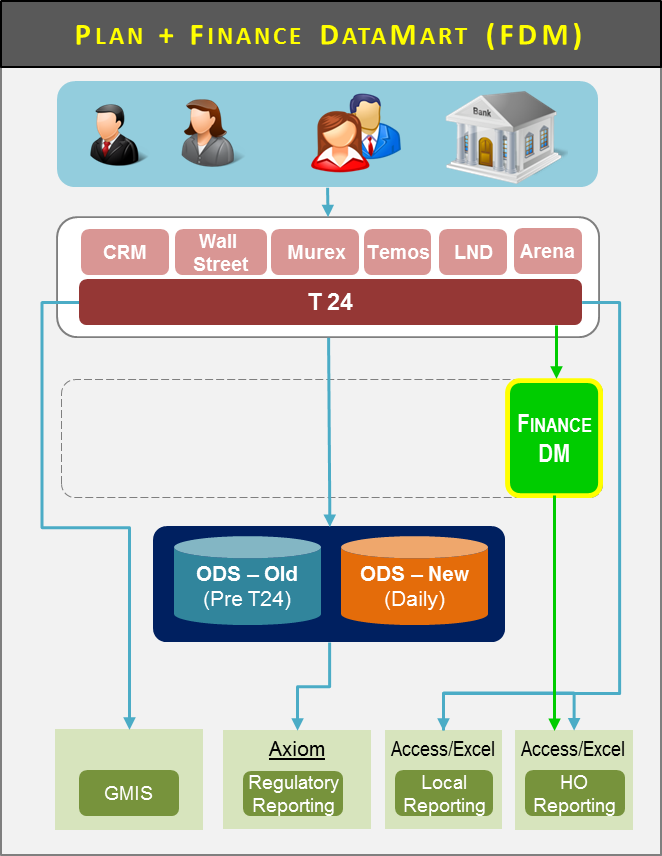 PLAN + FINANCE DATAMART (FDM)
Bank
CRM
Wall
Street
Murex
Temos
LND
Arena
T 24
FINANCE
DM
ODS – Old
(Pre T24)
ODS – New
(Daily)
GMIS
Axiom
Regulatory
Reporting
Access/Excel
Local
Reporting
Access/Excel
HO
Reporting